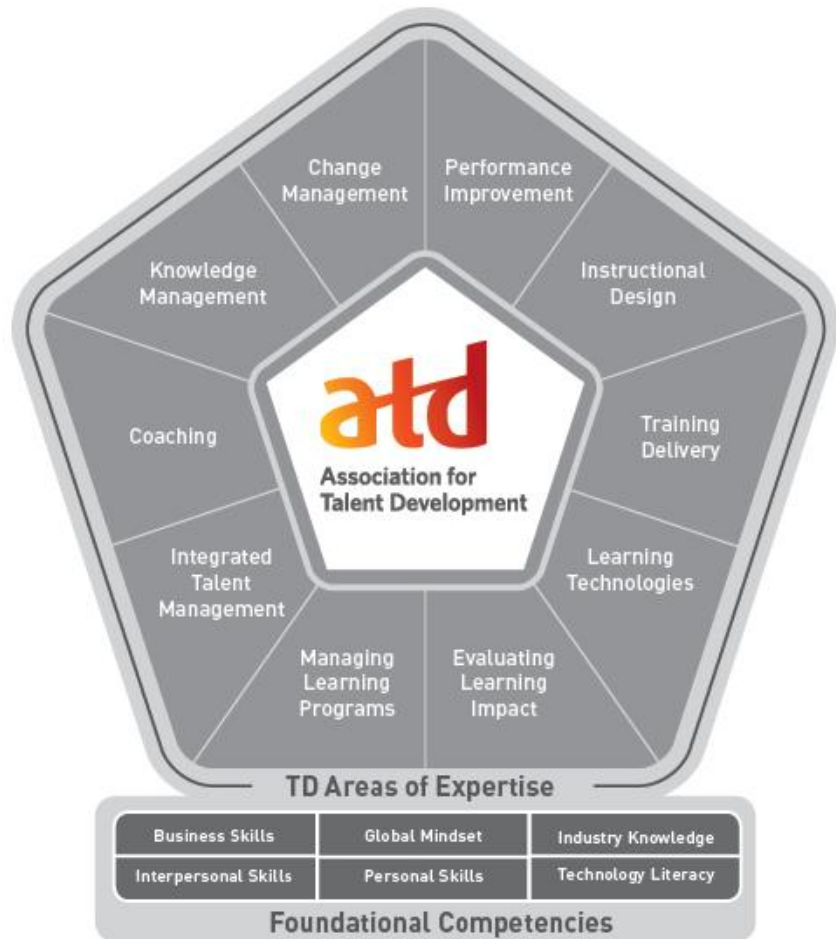 Change
Management
Performance
Improvement
Knowledge
Management
Instructional
Design
Coaching
atd
Association for
Talent Development
Training
Delivery
Integrated
Talent
Management
Learning
Technologies
Managing
Learning
Programs
Evaluating
Learning
Impact
TD Areas of Expertise
Business Skills
Global Mindset
Industry Knowledge
Interpersonal Skills
Personal Skills
Technology Literacy
Foundational Competencies